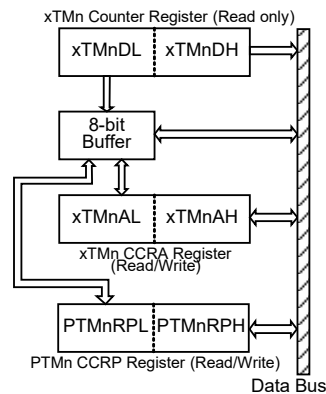 xTMn Counter Register (Read only)
xTMnDL xTMnDH
8-bit
Buffer
xTMnAL xTMnAH
xTMn CCRA Register
(Read/Write)
PTMnRPL PTMnRPH
PTMn CCRP Register (Read/Write)
Data Bus